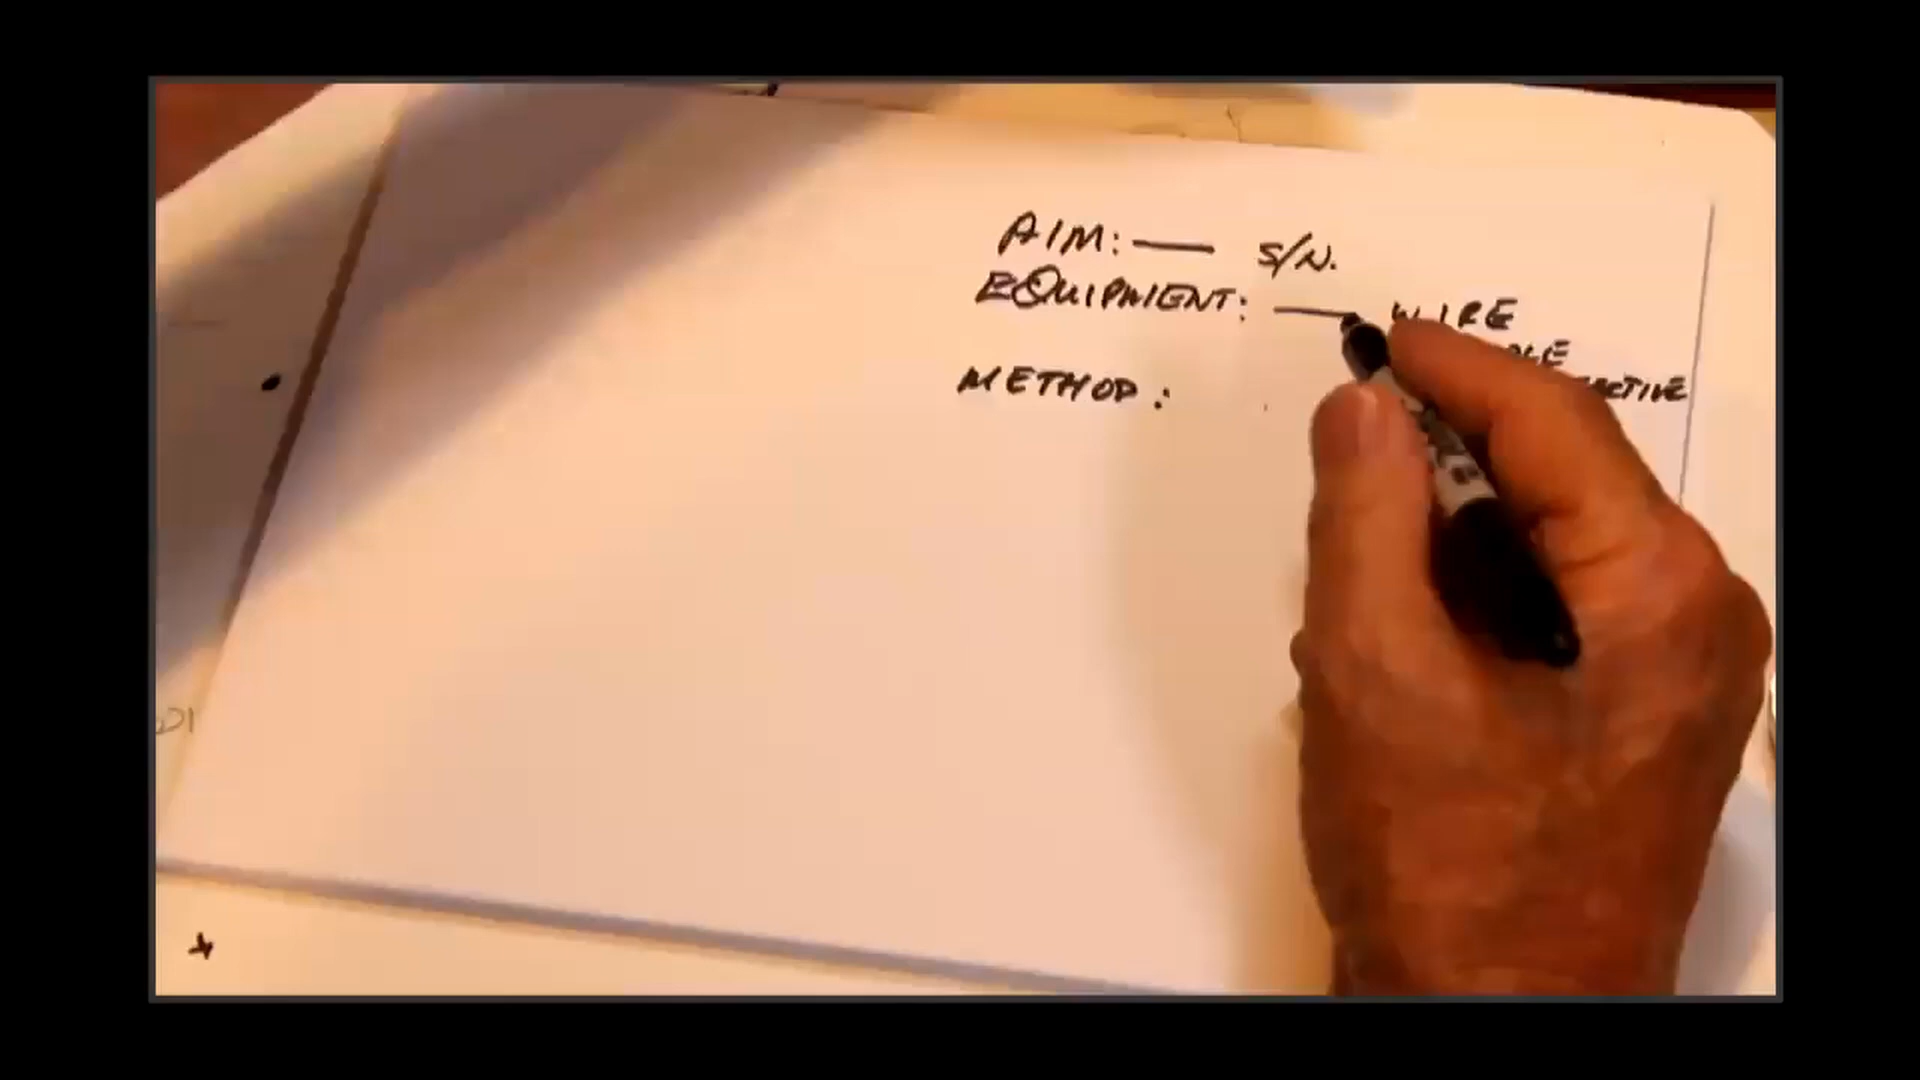 AIM: — S/N.
EQUIPMENT: — WIRE
METHOD: